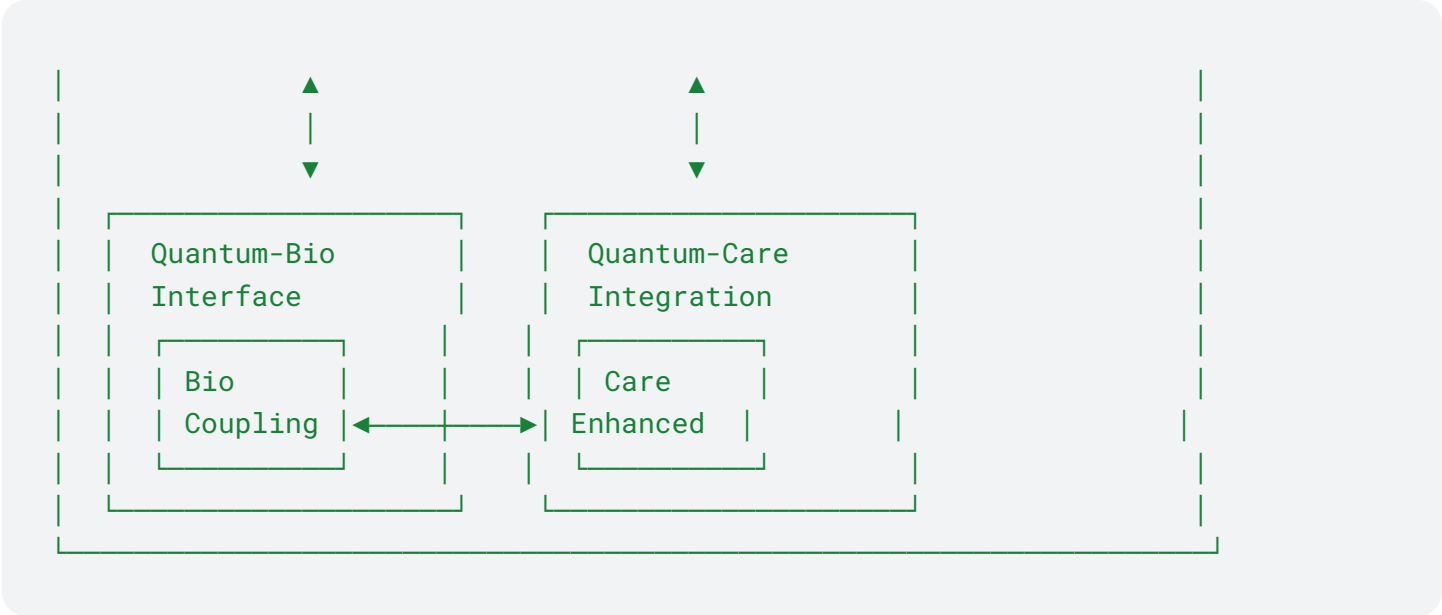 Quantum-Bio Quantum-Care
Interface Integration
Bio Care
Coupling Enhanced